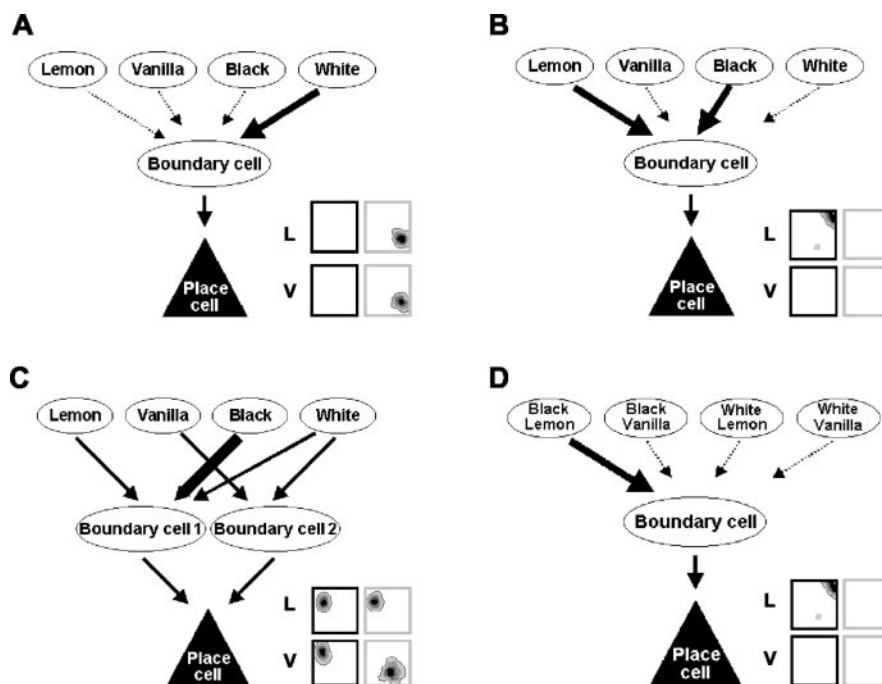 A
Lemon Vanilla Black White
Boundary cell
L
Place
cell
V
B
Lemon Vanilla Black White
Boundary cell
L
Place
cell
V
C
Lemon Vanilla Black White
Boundary cell 1 Boundary cell 2
L
Place
cell
V
D
Black
Lemon
Black
Vanilla
White
Lemon
White
Vanilla
Boundary cell
L
Place
cell
V